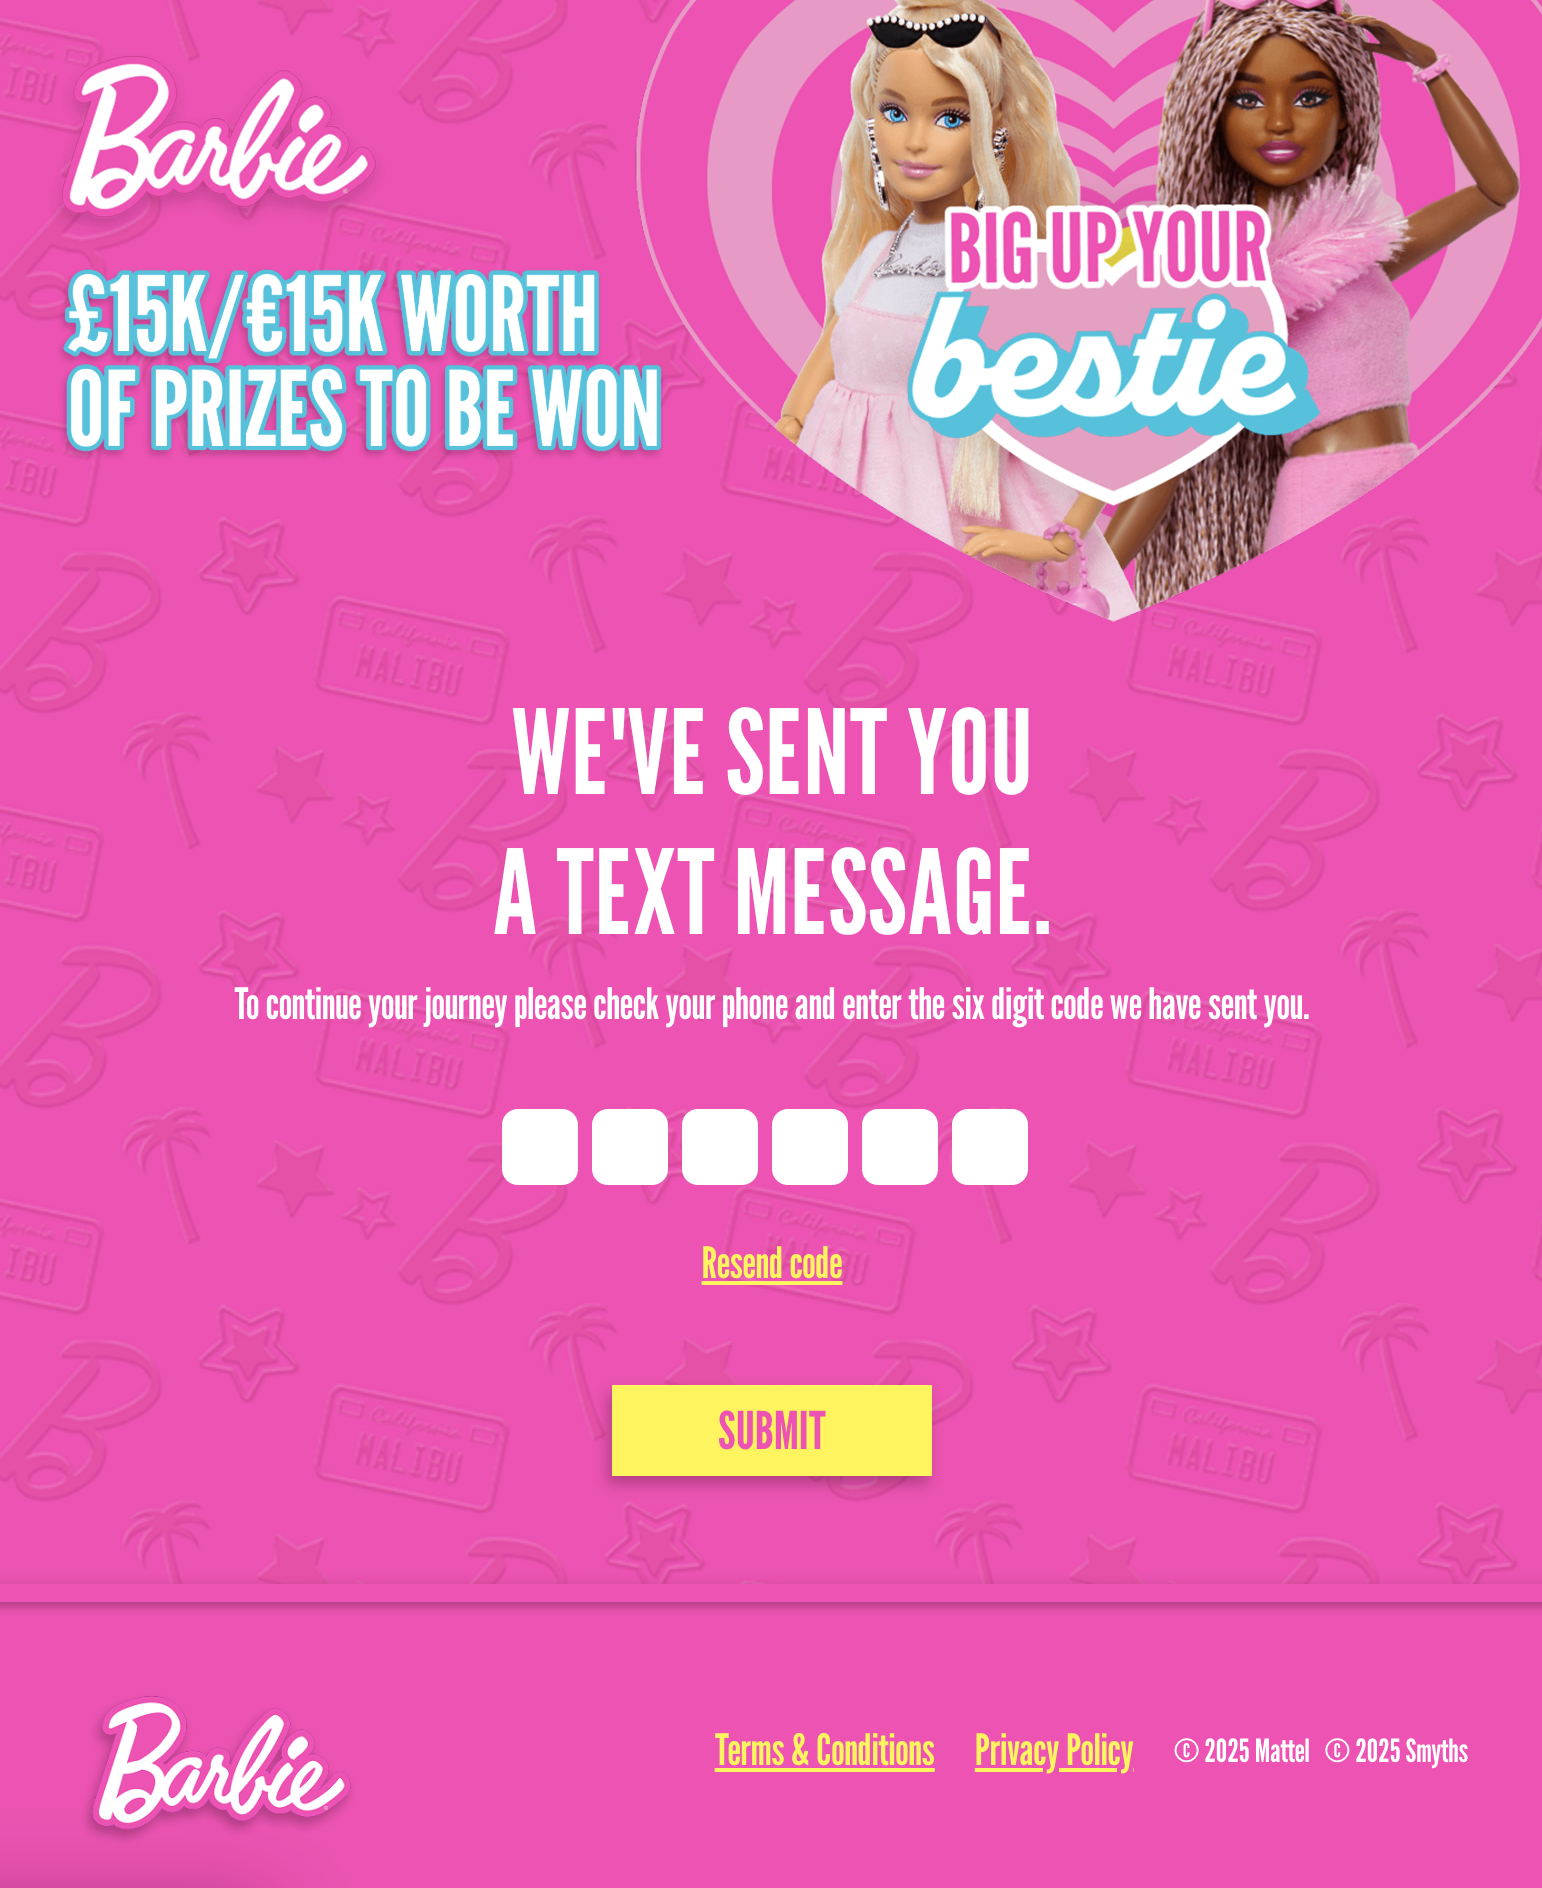 Barbie
£15K/€15K WORTH
OF PRIZES TO BE WON
BIG UP YOUR
bestie
WE'VE SENT YOU
A TEXT MESSAGE.
To continue your journey please check your phone and enter the six digit code we have sent you.
Resend code
SUBMIT
Barbie
Terms & Conditions Privacy Policy © 2025 Mattel © 2025 Smyths
California
MALIBU